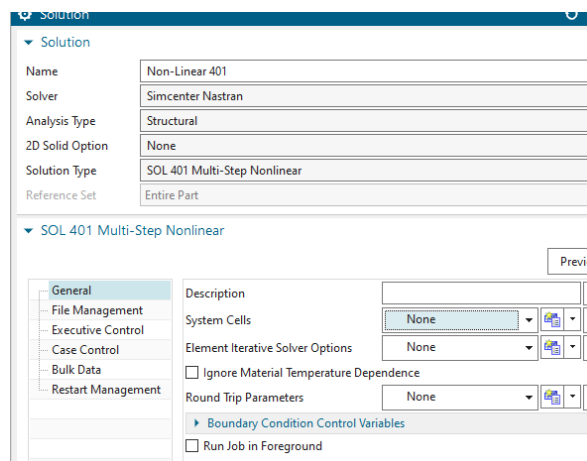 Solution
Solution
Name Non-Linear 401
Solver Simcenter Nastran
Analysis Type Structural
2D Solid Option None
Solution Type SOL 401 Multi-Step Nonlinear
Reference Set Entire Part
SOL 401 Multi-Step Nonlinear
Previ
General
File Management
Executive Control
Case Control
Bulk Data
Restart Management
Description
System Cells None
Element Iterative Solver Options None
Ignore Material Temperature Dependence
Round Trip Parameters None
Boundary Condition Control Variables
Run Job in Foreground